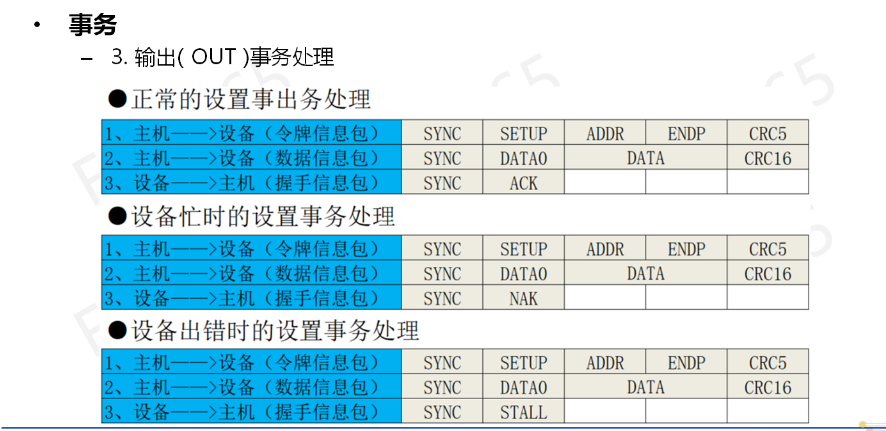 • 事务
– 3. 输出( OUT )事务处理
●正常的设置事出务处理
1、主机——>设备（令牌信息包） SYNC SETUP ADDR ENDP CRC5
2、主机——>设备（数据信息包） SYNC DATA0 DATA CRC16
3、设备——>主机（握手信息包） SYNC ACK
●设备忙时的设置事务处理
1、主机——>设备（令牌信息包） SYNC SETUP ADDR ENDP CRC5
2、主机——>设备（数据信息包） SYNC DATA0 DATA CRC16
3、设备——>主机（握手信息包） SYNC NAK
●设备出错时的设置事务处理
1、主机——>设备（令牌信息包） SYNC SETUP ADDR ENDP CRC5
2、主机——>设备（数据信息包） SYNC DATA0 DATA CRC16
3、设备——>主机（握手信息包） SYNC STALL